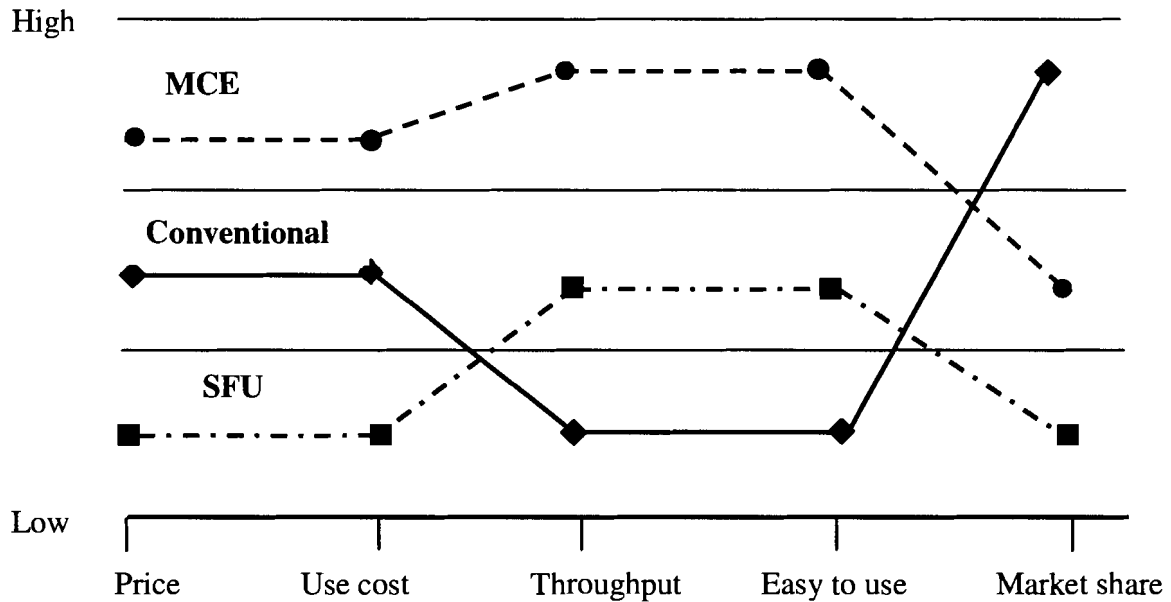 High
MCE
Conventional
SFU
Low
Price Use cost Throughput Easy to use Market share